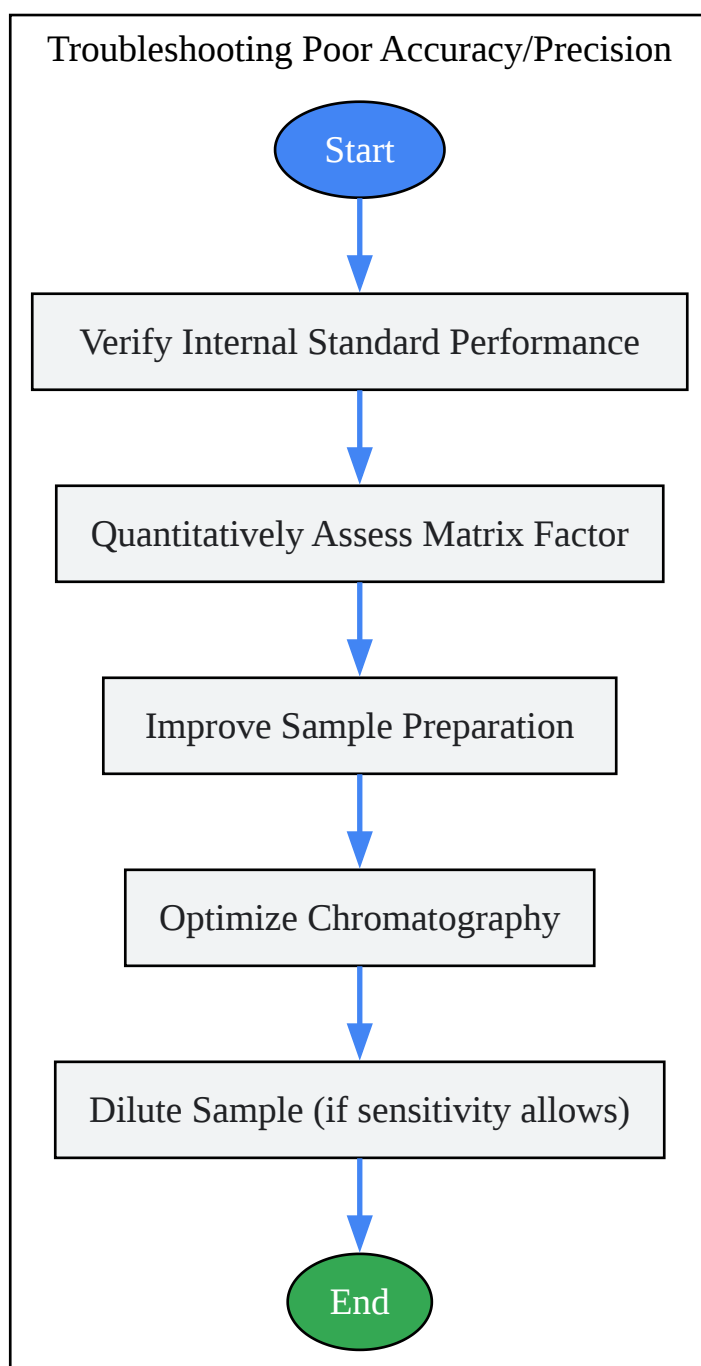 Troubleshooting Poor Accuracy/Precision
Start
Verify Internal Standard Performance
Quantitatively Assess Matrix Factor
Improve Sample Preparation
Optimize Chromatography
Dilute Sample (if sensitivity allows)
End